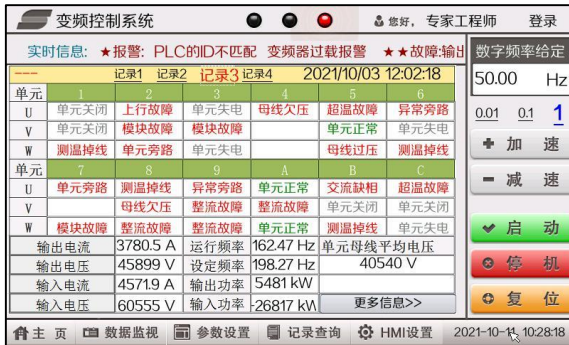 变频控制系统 您好， 专家工程师 登录
实时信息: ★报警: PLC的ID不匹配 变频器过载报警 ★★故障:输出
数字频率给定
--- 记录1 记录2 记录3 记录4 2021/10/03 12:02:18
50.00 Hz
单元 1 2 3 4 5 6
U 单元关闭 上行故障 单元失电 母线欠压 超温故障 异常旁路
0.01 0.1 1
V 单元关闭 模块故障 模块故障 单元正常 单元失电
W 测温掉线 单元旁路 单元失电 母线过压 测温掉线
加 速
单元 7 8 9 A B C
减 速
U 单元旁路 测温掉线 异常旁路 单元正常 交流缺相 超温故障
V 母线欠压 整流故障 整流故障 单元关闭 单元关闭
W 模块故障 整流故障 整流故障 单元正常 测温掉线 单元失电
启 动
输出电流 3780.5 A 运行频率 162.47 Hz 单元母线平均电压
输出电压 45899 V 设定频率 198.27 Hz 40540 V
停 机
输入电流 4571.9 A 输出功率 5481 kW
输入电压 60555 V 输入功率 -26817 kW 更多信息>>
复 位
主 页 数据监视 参数设置 记录查询 HMI设置 2021-10-11 10:28:18